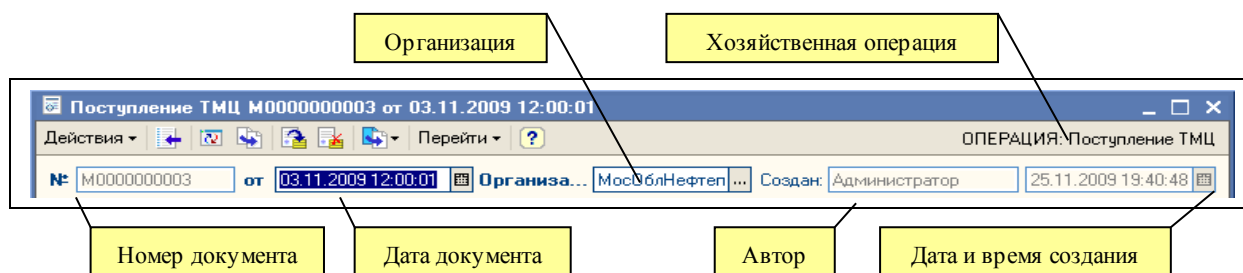 Организация
Хозяйственная операция
Поступление ТМЦ М0000000003 от 03.11.2009 12:00:01
Действия Перейти ? ОПЕРАЦИЯ: Поступление ТМЦ
№ М0000000003 от 03.11.2009 12:00:01 Организа... МосОблНефтеп ... Создан: Администратор 25.11.2009 19:40:48
Номер документа
Дата документа
Автор
Дата и время создания